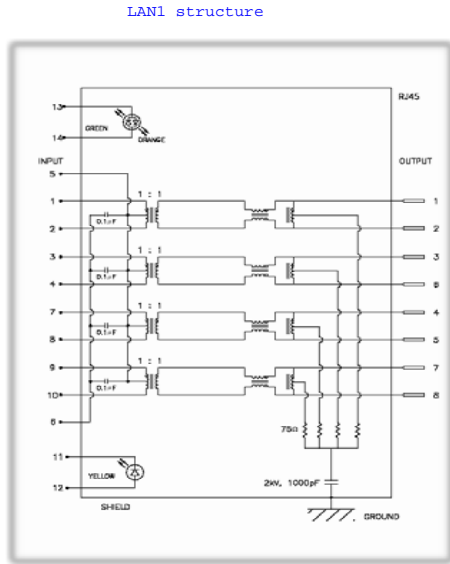 LAN1 structure
RJ45
13
GREEN
14
ORANGE
INPUT
OUTPUT
5
1 : 1
1
1
0.1uF
2
2
1 : 1
3
3
0.1uF
4
6
1 : 1
7
4
0.1uF
8
5
1 : 1
9
7
0.1uF
10
8
6
75Ω
11
YELLOW
12
2kV, 1000pF
SHIELD
GROUND